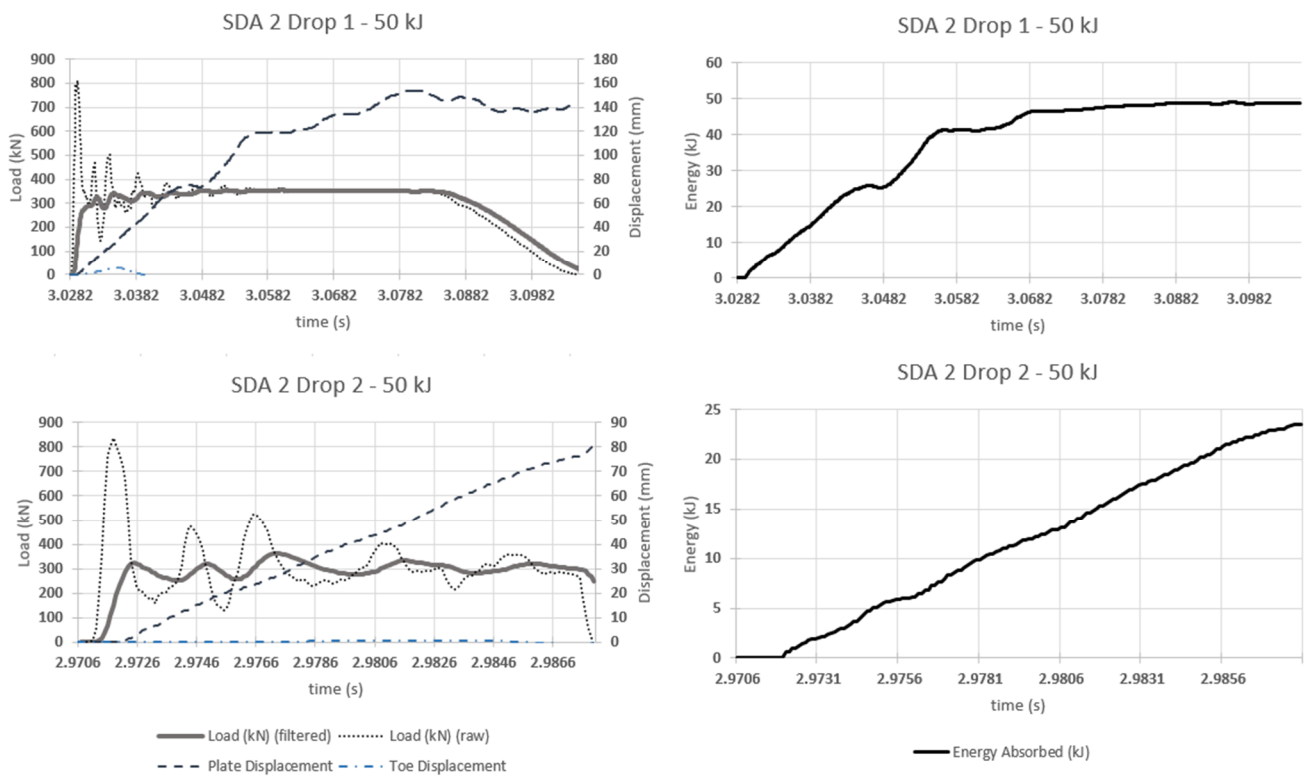 SDA 2 Drop 1 - 50 kJ
900
800
700
600
500
400
300
200
100
0
Load (kN)
180
160
140
120
100
80
60
40
20
0
Displacement (mm)
3.0282 3.0382 3.0482 3.0582 3.0682 3.0782 3.0882 3.0982
time (s)
SDA 2 Drop 1 - 50 kJ
60
50
40
30
20
10
0
Energy (kJ)
3.0282 3.0382 3.0482 3.0582 3.0682 3.0782 3.0882 3.0982
time (s)
SDA 2 Drop 2 - 50 kJ
900
800
700
600
500
400
300
200
100
0
Load (kN)
90
80
70
60
50
40
30
20
10
0
Displacement (mm)
2.9706 2.9726 2.9746 2.9766 2.9786 2.9806 2.9826 2.9846 2.9866
time (s)
Load (kN) (filtered) Load (kN) (raw)
Plate Displacement Toe Displacement
SDA 2 Drop 2 - 50 kJ
25
20
15
10
5
0
Energy (kJ)
2.9706 2.9731 2.9756 2.9781 2.9806 2.9831 2.9856
time (s)
Energy Absorbed (kJ)